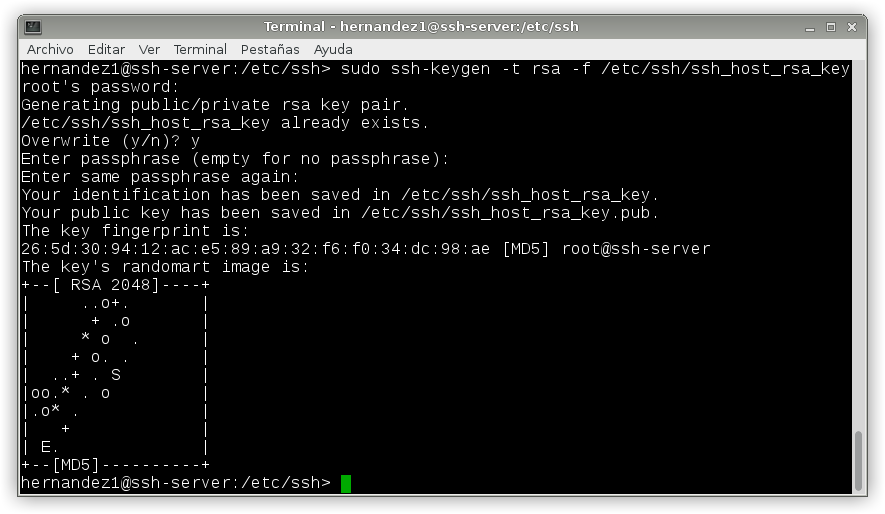 Terminal - hernandez1@ssh-server:/etc/ssh
Archivo Editar Ver Terminal Pestañas Ayuda
hernandez1@ssh-server:/etc/ssh> sudo ssh-keygen -t rsa -f /etc/ssh/ssh_host_rsa_key
root's password:
Generating public/private rsa key pair.
/etc/ssh/ssh_host_rsa_key already exists.
Overwrite (y/n)? y
Enter passphrase (empty for no passphrase):
Enter same passphrase again:
Your identification has been saved in /etc/ssh/ssh_host_rsa_key.
Your public key has been saved in /etc/ssh/ssh_host_rsa_key.pub.
The key fingerprint is:
26:5d:30:94:12:ac:e5:89:a9:32:f6:f0:34:dc:98:ae [MD5] root@ssh-server
The key's randomart image is:
+--[ RSA 2048]----+
|     ..o+.       |
|      + .o       |
|     * o  .      |
|    + o. .       |
|  ..+ . S        |
|oo.* . o         |
|.o* .            |
|   +             |
| E.              |
+--[MD5]----------+
hernandez1@ssh-server:/etc/ssh>